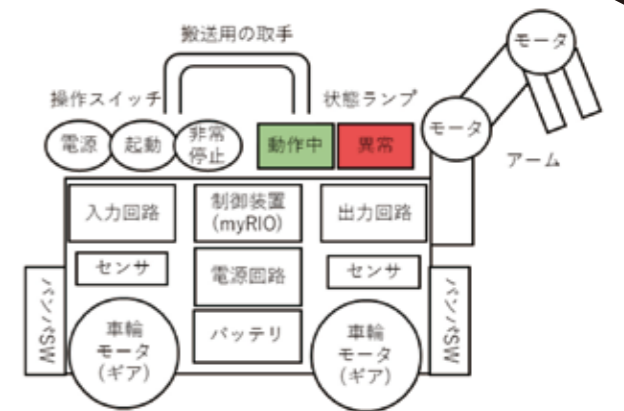 搬送用の取手
モータ
操作スイッチ
状態ランプ
電源
起動
非常
停止
動作中
異常
モータ
アーム
入力回路
制御装置
(myRIO)
出力回路
センサ
電源回路
センサ
バンパSW
バンパSW
車輪
モータ
(ギア)
バッテリ
車輪
モータ
(ギア)